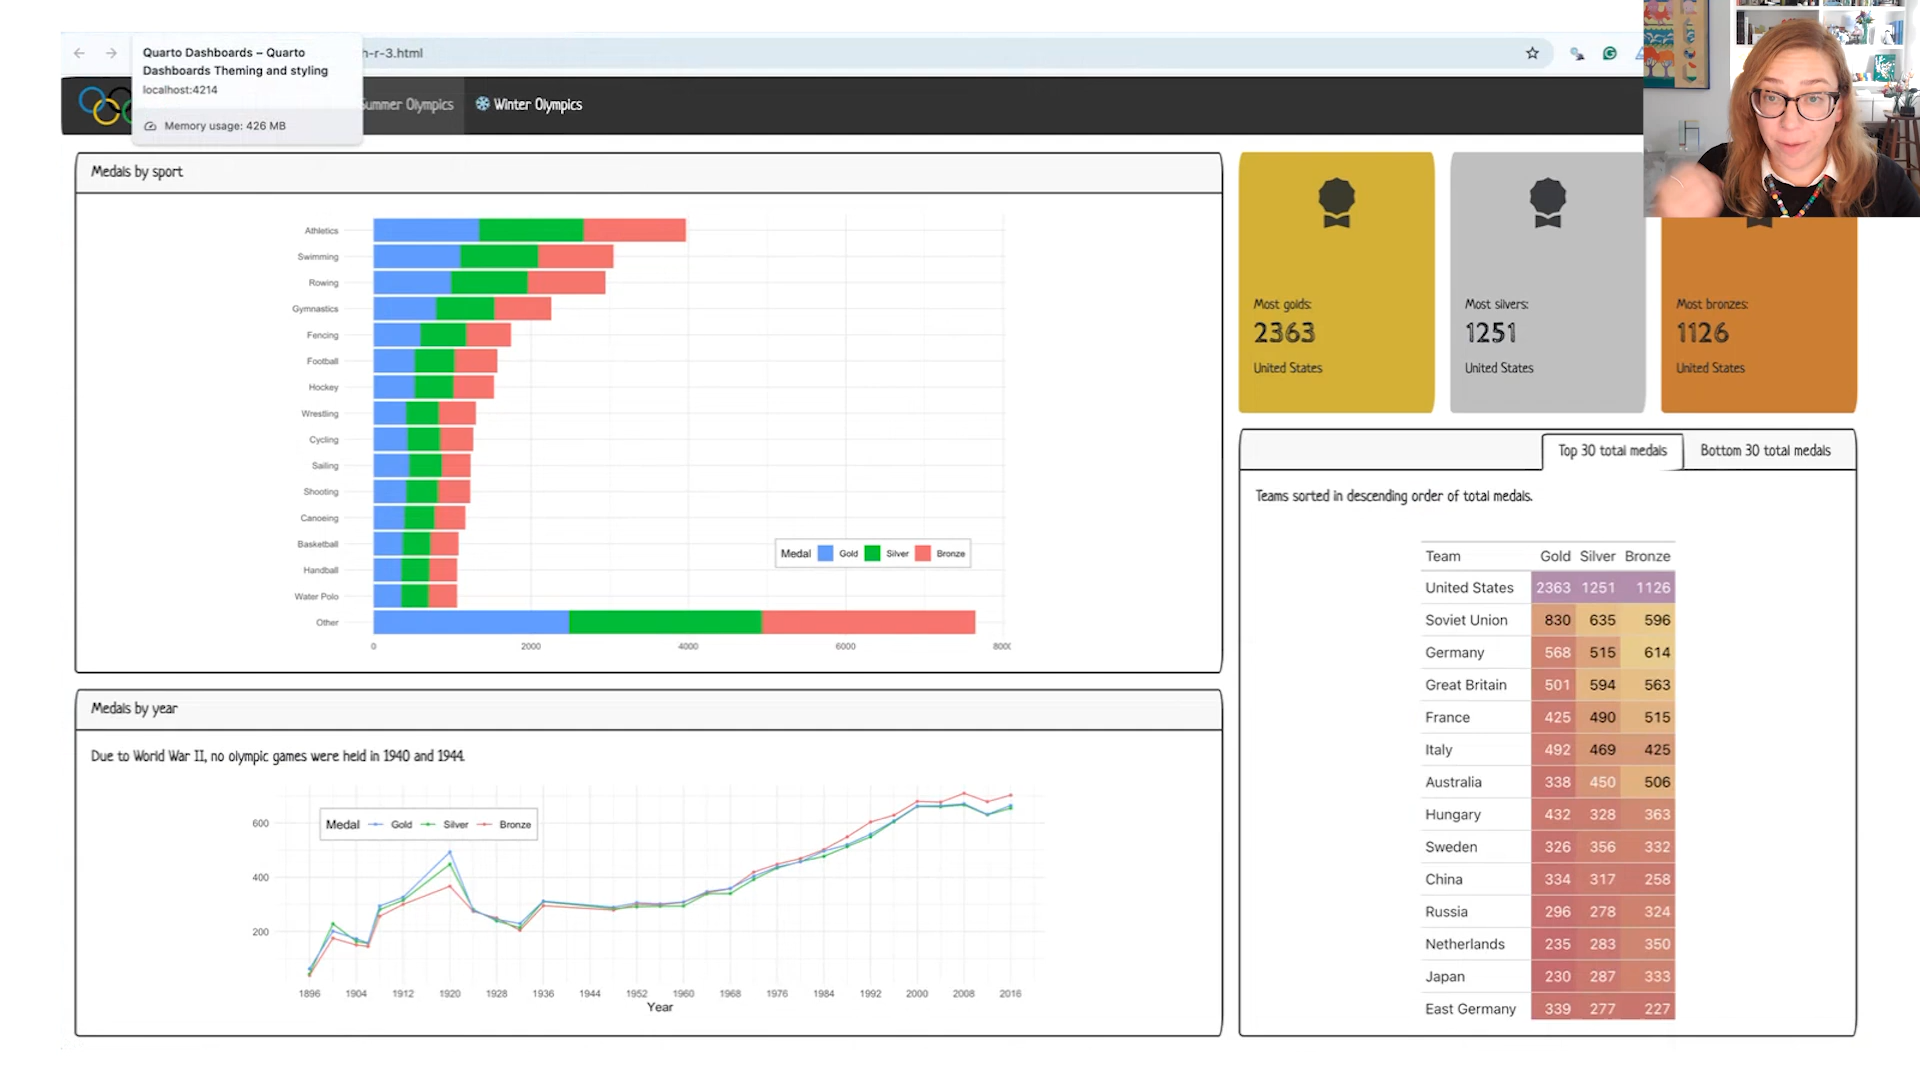 Quarto Dashboards – Quarto
Dashboards Theming and styling
localhost:4214
Memory usage: 426 MB
h-r-3.html
Summer Olympics
Winter Olympics
Medals by sport
Athletics
Swimming
Rowing
Gymnastics
Fencing
Football
Hockey
Wrestling
Cycling
Sailing
Shooting
Canoeing
Basketball
Handball
Water Polo
Other
0 2000 4000 6000 8000
Medal Gold Silver Bronze
Medals by year
Due to World War II, no olympic games were held in 1940 and 1944.
Medal Gold Silver Bronze
600
400
200
1896 1904 1912 1920 1928 1936 1944 1952 1960 1968 1976 1984 1992 2000 2008 2016
Year
Most golds:
2363
United States
Most silvers:
1251
United States
Most bronzes:
1126
United States
Top 30 total medals
Bottom 30 total medals
Teams sorted in descending order of total medals.
Team Gold Silver Bronze
United States 2363 1251 1126
Soviet Union 830 635 596
Germany 568 515 614
Great Britain 501 594 563
France 425 490 515
Italy 492 469 425
Australia 338 450 506
Hungary 432 328 363
Sweden 326 356 332
China 334 317 258
Russia 296 278 324
Netherlands 235 283 350
Japan 230 287 333
East Germany 339 277 227